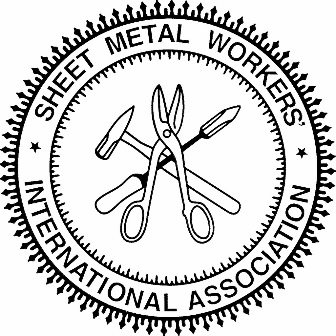 SHEET METAL WORKERS'
INTERNATIONAL ASSOCIATION